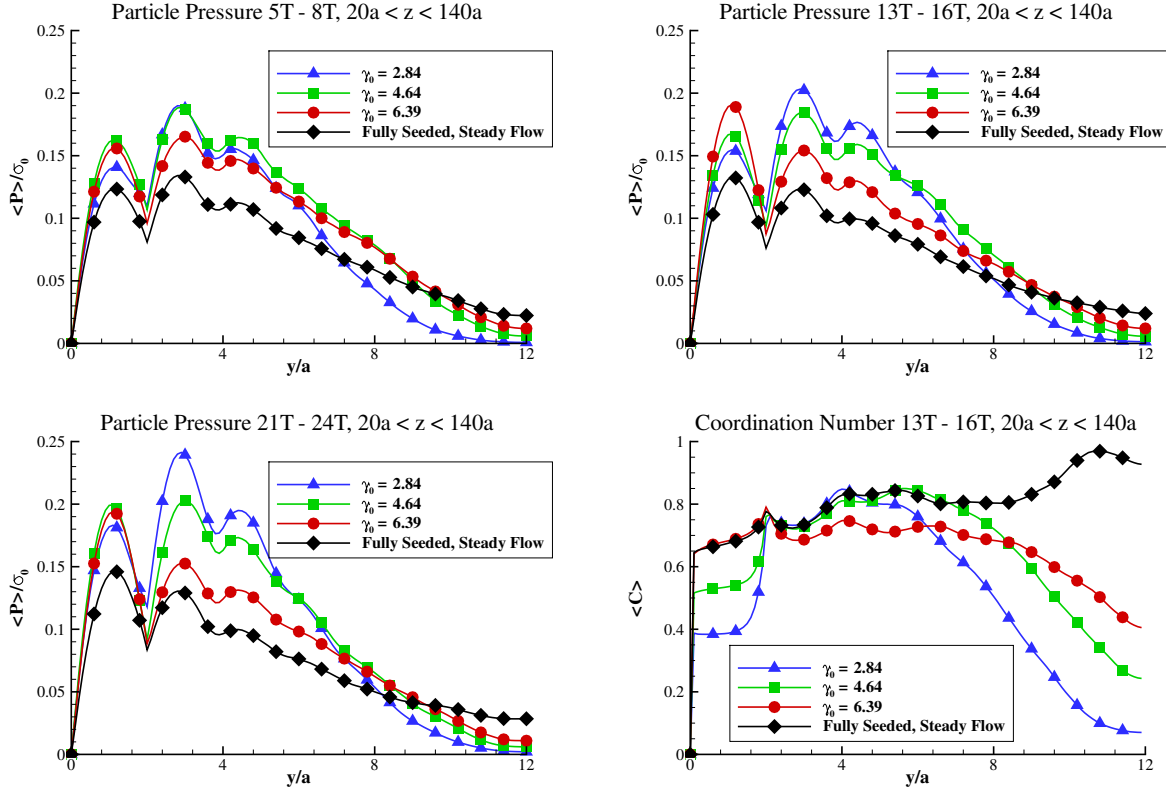 Particle Pressure 5T - 8T, 20a < z < 140a
0.25
0.2
0.15
0.1
0.05
0
<P>/σ₀
γ₀ = 2.84
γ₀ = 4.64
γ₀ = 6.39
Fully Seeded, Steady Flow
0 4 8 12
y/a
Particle Pressure 13T - 16T, 20a < z < 140a
0.25
0.2
0.15
0.1
0.05
0
<P>/σ₀
γ₀ = 2.84
γ₀ = 4.64
γ₀ = 6.39
Fully Seeded, Steady Flow
0 4 8 12
y/a
Particle Pressure 21T - 24T, 20a < z < 140a
0.25
0.2
0.15
0.1
0.05
0
<P>/σ₀
γ₀ = 2.84
γ₀ = 4.64
γ₀ = 6.39
Fully Seeded, Steady Flow
0 4 8 12
y/a
Coordination Number 13T - 16T, 20a < z < 140a
1
0.8
0.6
0.4
0.2
0
<C>
γ₀ = 2.84
γ₀ = 4.64
γ₀ = 6.39
Fully Seeded, Steady Flow
0 4 8 12
y/a